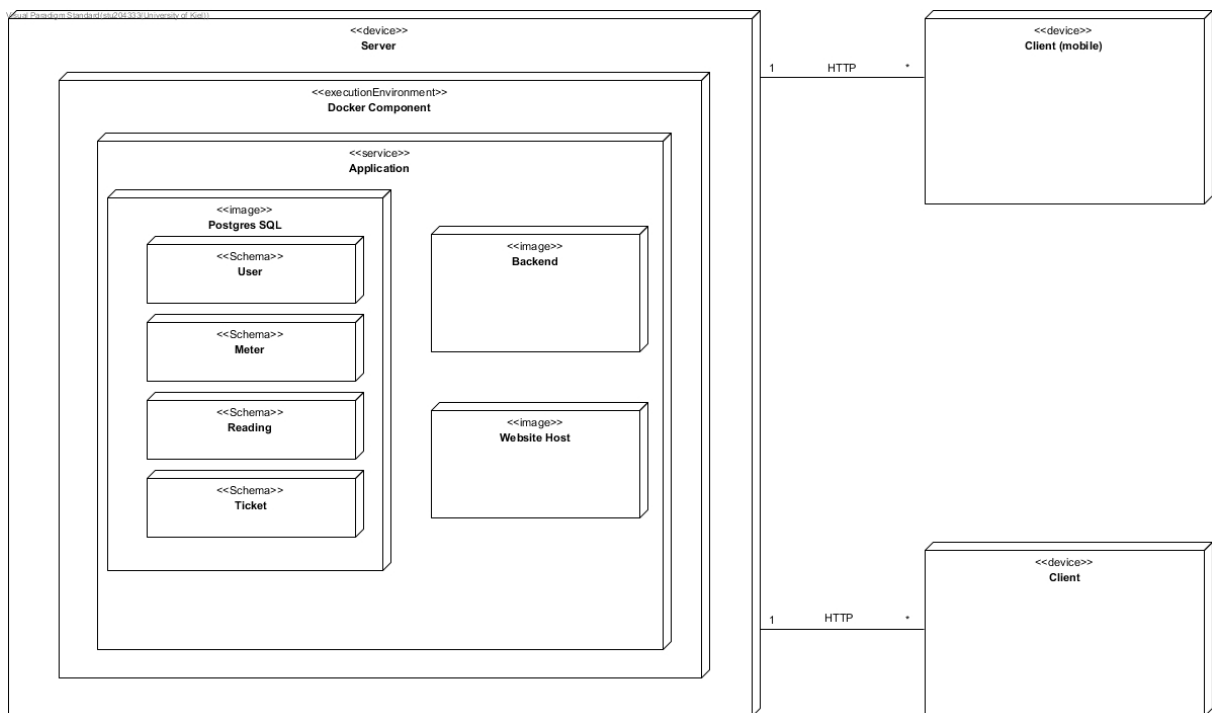 Visual Paradigm Standard(stu204333(University of Kiel))
<<device>>
Server
<<executionEnvironment>>
Docker Component
<<service>>
Application
<<image>>
Postgres SQL
<<Schema>>
User
<<Schema>>
Meter
<<Schema>>
Reading
<<Schema>>
Ticket
<<image>>
Backend
<<image>>
Website Host
1 HTTP *
<<device>>
Client (mobile)
1 HTTP *
<<device>>
Client